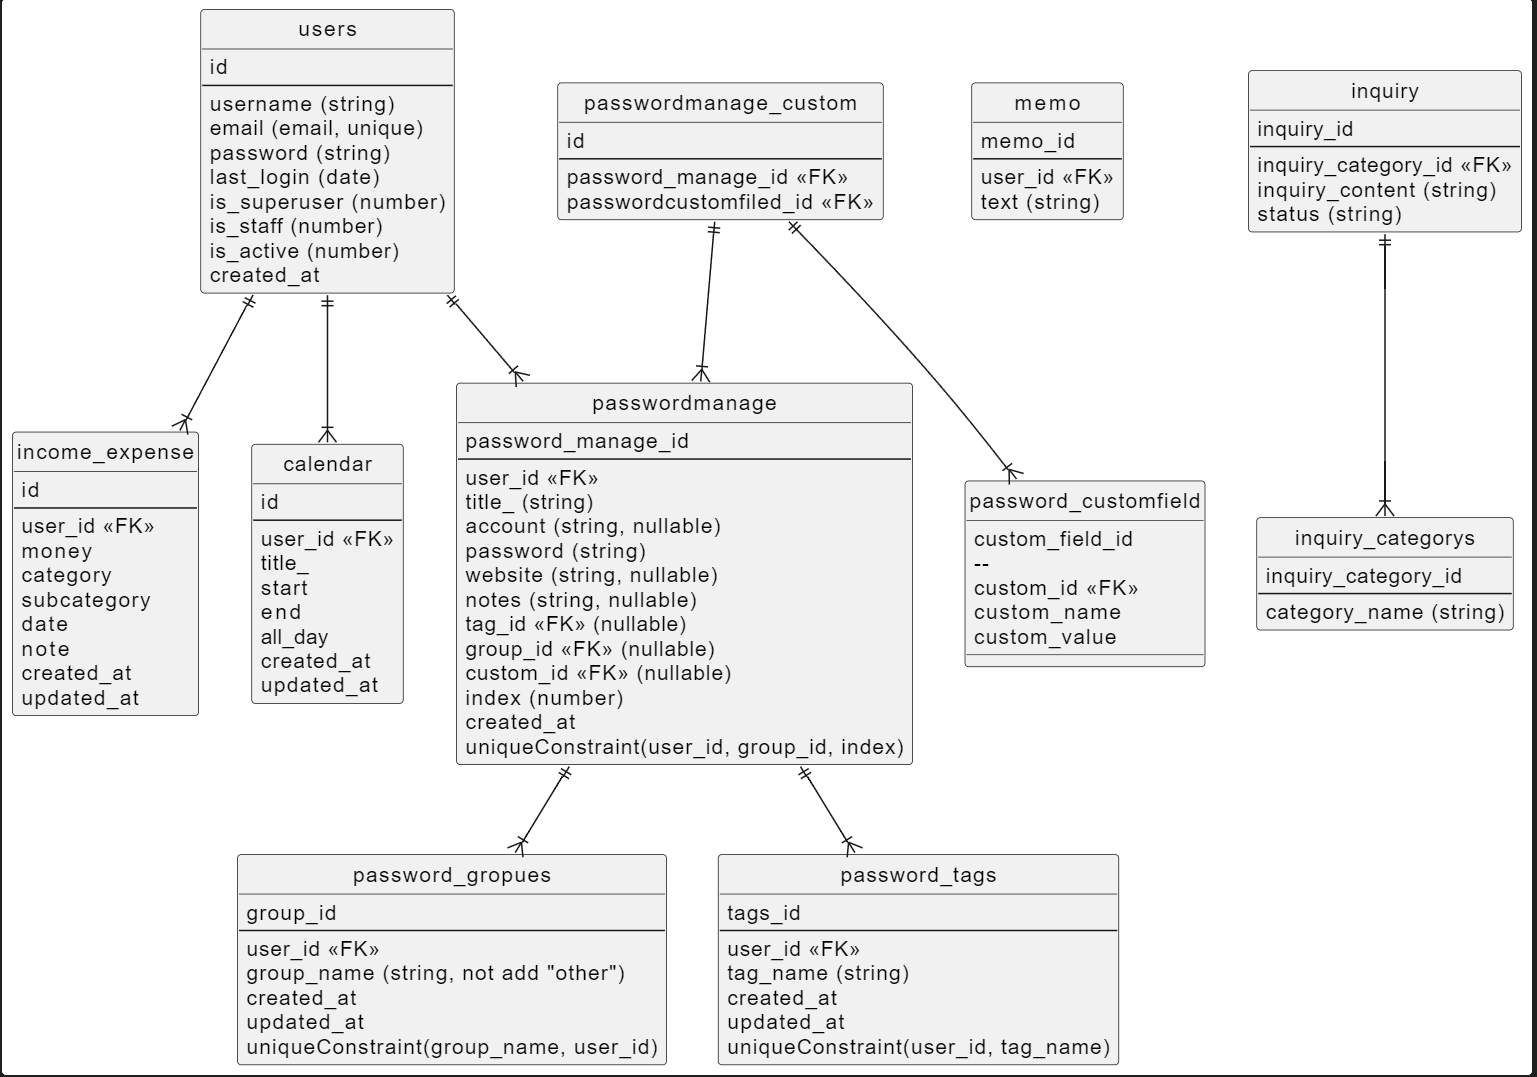 users
id
username (string)
email (email, unique)
password (string)
last_login (date)
is_superuser (number)
is_staff (number)
is_active (number)
created_at
passwordmanage_custom
id
password_manage_id «FK»
passwordcustomfiled_id «FK»
memo
memo_id
user_id «FK»
text (string)
inquiry
inquiry_id
inquiry_category_id «FK»
inquiry_content (string)
status (string)
income_expense
id
user_id «FK»
money
category
subcategory
date
note
created_at
updated_at
calendar
id
user_id «FK»
title_
start
end
all_day
created_at
updated_at
passwordmanage
password_manage_id
user_id «FK»
title_ (string)
account (string, nullable)
password (string)
website (string, nullable)
notes (string, nullable)
tag_id «FK» (nullable)
group_id «FK» (nullable)
custom_id «FK» (nullable)
index (number)
created_at
uniqueConstraint(user_id, group_id, index)
password_customfield
custom_field_id
--
custom_id «FK»
custom_name
custom_value
inquiry_categorys
inquiry_category_id
category_name (string)
password_gropues
group_id
user_id «FK»
group_name (string, not add "other")
created_at
updated_at
uniqueConstraint(group_name, user_id)
password_tags
tags_id
user_id «FK»
tag_name (string)
created_at
updated_at
uniqueConstraint(user_id, tag_name)